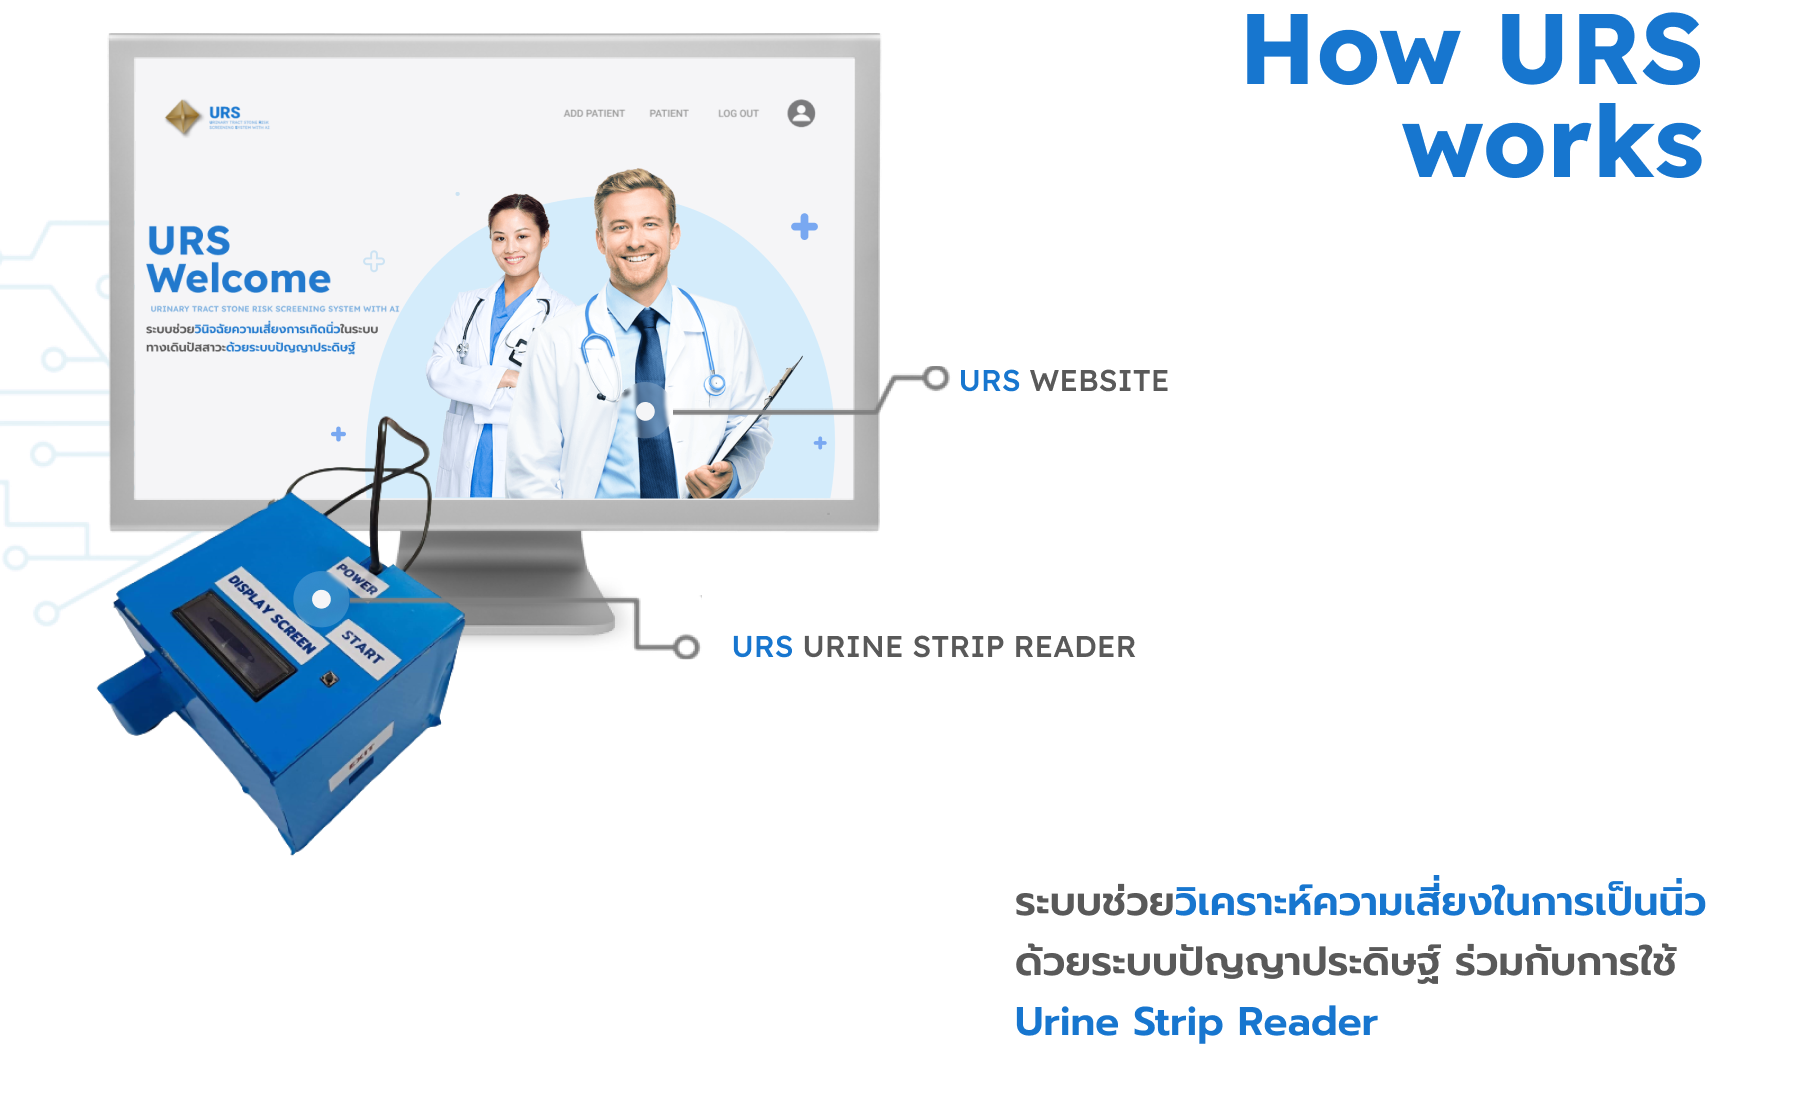 How URS
works
URS
URINARY TRACT STONE RISK
SCREENING SYSTEM WITH AI
ADD PATIENT
PATIENT
LOG OUT
URS
Welcome
URINARY TRACT STONE RISK SCREENING SYSTEM WITH AI
ระบบช่วยวินิจฉัยความเสี่ยงการเกิดนิ่วในระบบ
ทางเดินปัสสาวะด้วยระบบปัญญาประดิษฐ์
URS WEBSITE
POWER
DISPLAY SCREEN
START
EXIT
URS URINE STRIP READER
ระบบช่วยวิเคราะห์ความเสี่ยงในการเป็นนิ่ว
ด้วยระบบปัญญาประดิษฐ์ ร่วมกับการใช้
Urine Strip Reader